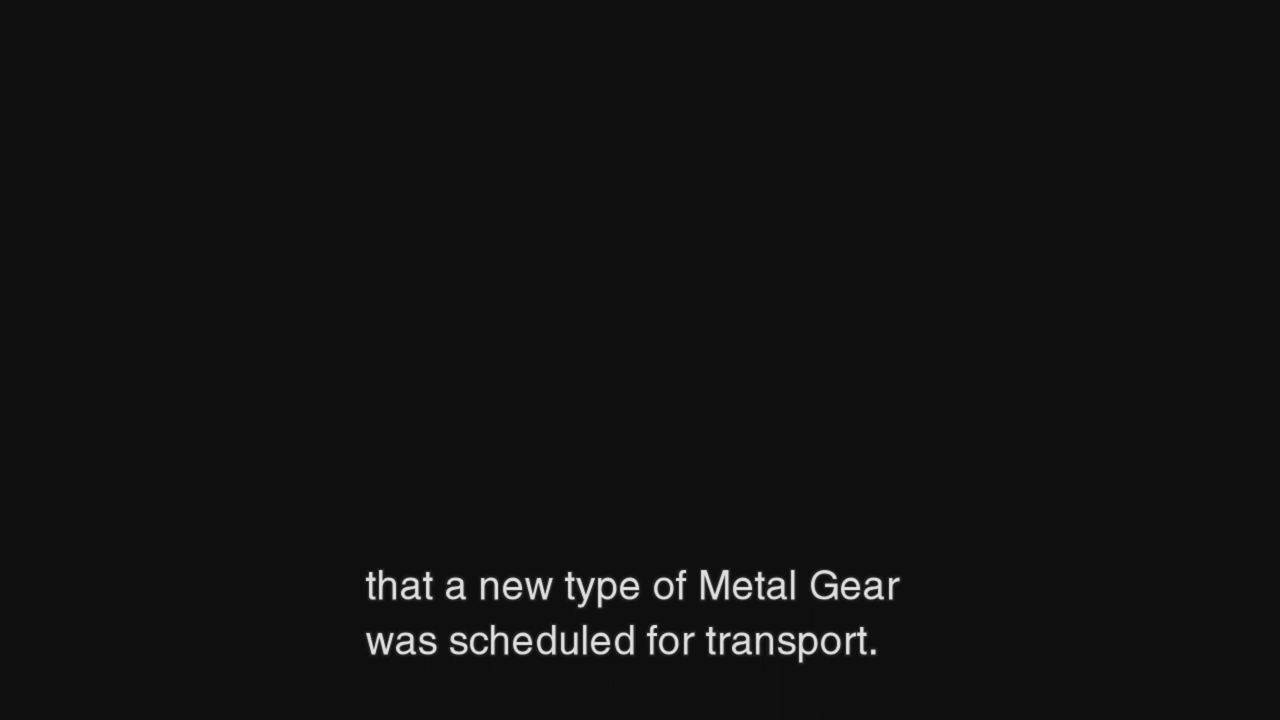 that a new type of Metal Gear
was scheduled for transport.